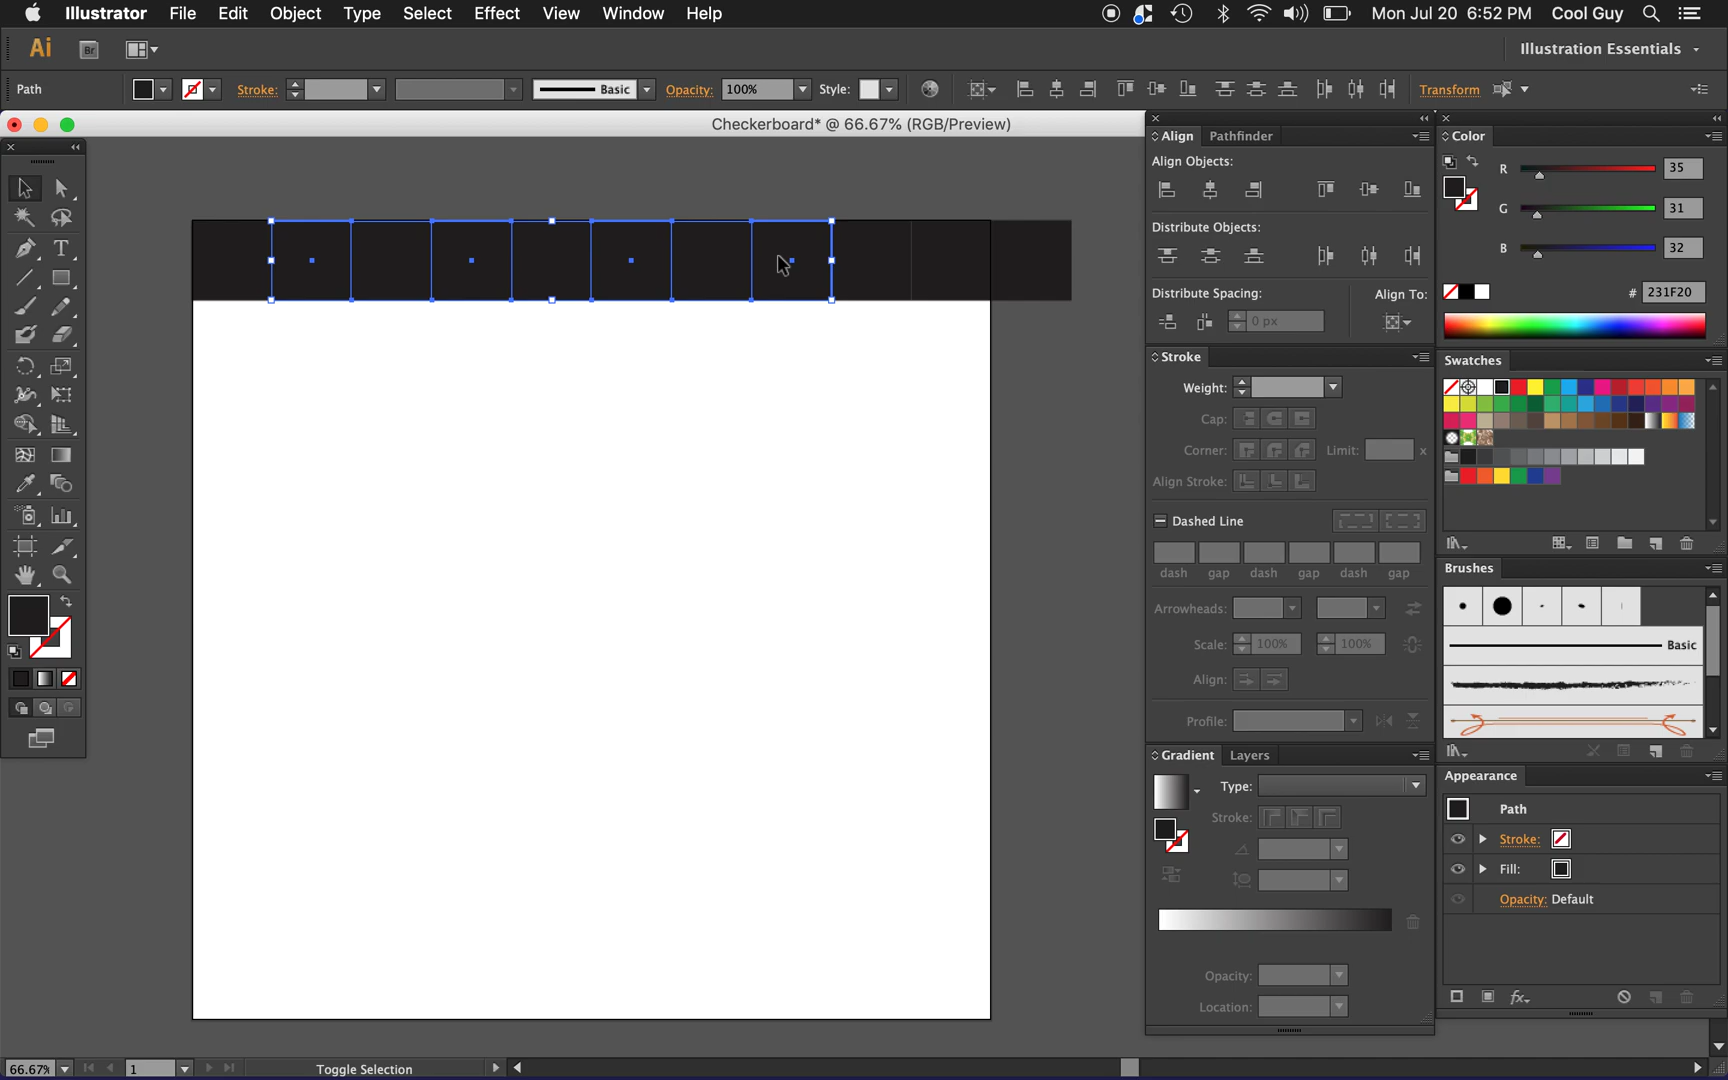 Illustrator File Edit Object Type Select Effect View Window Help
Mon Jul 20 6:52 PM Cool Guy
Ai Br
Illustration Essentials
Path Stroke: Basic Opacity: 100% Style: Transform
Checkerboard* @ 66.67% (RGB/Preview)
Align Pathfinder
Align Objects:
Distribute Objects:
Distribute Spacing: Align To:
0 px
Stroke
Weight:
Cap:
Corner: Limit: x
Align Stroke:
Dashed Line
dash gap dash gap dash gap
Arrowheads:
Scale: 100% 100%
Align:
Profile:
Gradient Layers
Type:
Stroke:
Opacity:
Location:
Color
R 35
G 31
B 32
# 231F20
Swatches
Brushes
Basic
Appearance
Path
Stroke:
Fill:
Opacity: Default
fx
T
66.67% 1 Toggle Selection